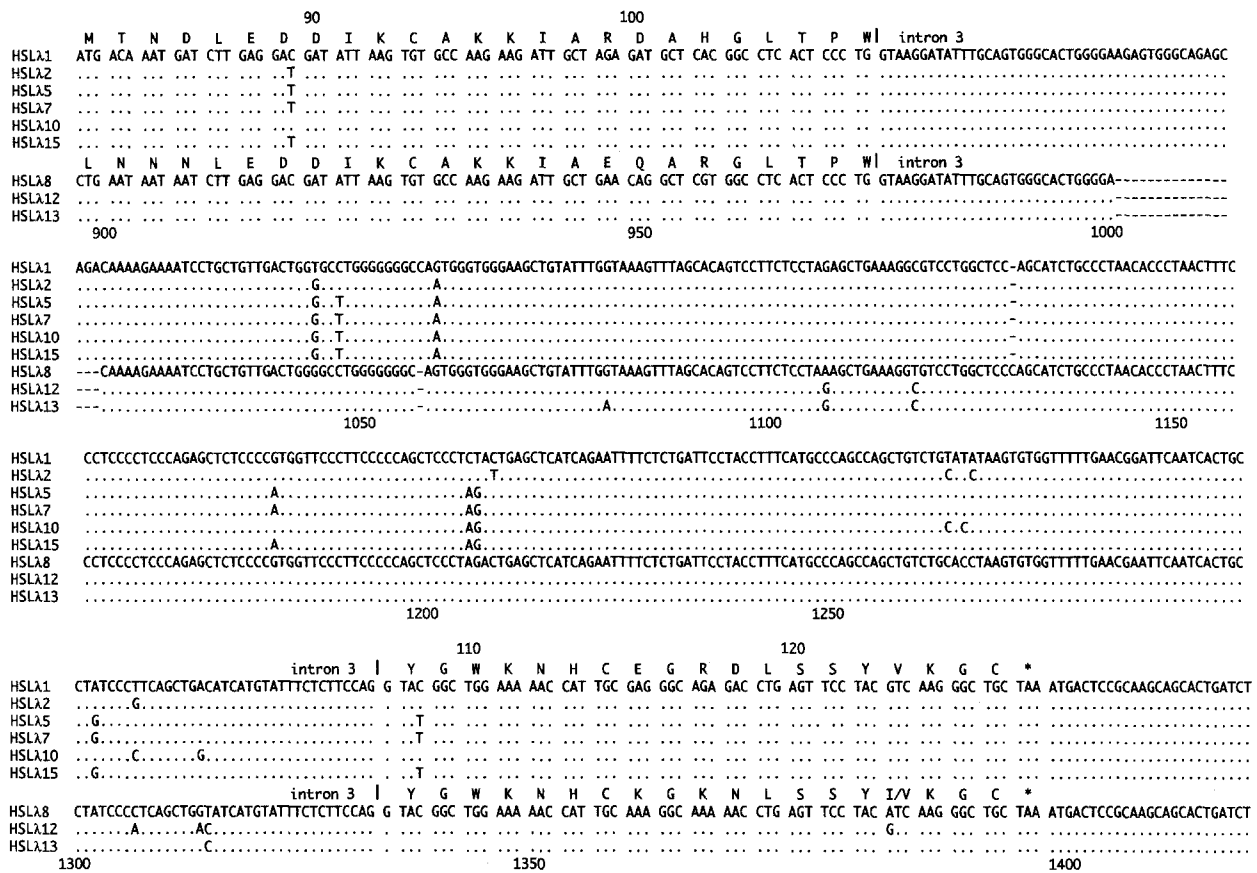 90 100
M T N D L E D D I K C A K K I A R D A H G L T P W| intron 3
HSLλ1 ATG ACA AAT GAT CTT GAG GAC GAT ATT AAG TGT GCC AAG AAG ATT GCT AGA GAT GCT CAC GGC CTC ACT CCC TG GTAAGGATATTTGCAGTGGGCACTGGGGAAGAGTGGGCAGAGC
HSLλ2 T
HSLλ5 T
HSLλ7 T
HSLλ10
HSLλ15 T
L N N N L E D D I K C A K K I A E Q A R G L T P W| intron 3
HSLλ8 CTG AAT AAT AAT CTT GAG GAC GAT ATT AAG TGT GCC AAG AAG ATT GCT GAA CAG GCT CGT GGC CTC ACT CCC TG GTAAGGATATTTGCAGTGGGCACTGGGGA--------------
HSLλ12 --------------
HSLλ13 --------------
900 950 1000
HSLλ1 AGACAAAAGAAAATCCTGCTGTTGACTGGTGCCTGGGGGGGCCAGTGGGTGGGAAGCTGTATTTGGTAAAGTTTAGCACAGTCCTTCTCCTAGAGCTGAAAGGCGTCCTGGCTCC-AGCATCTGCCCTAACACCCTAACTTTC
HSLλ2 G A -
HSLλ5 G T A -
HSLλ7 G T A -
HSLλ10 G T A -
HSLλ15 G T A -
HSLλ8 ---CAAAAGAAAATCCTGCTGTTGACTGGGGCCTGGGGGGGC-AGTGGGTGGGAAGCTGTATTTGGTAAAGTTTAGCACAGTCCTTCTCCTAAAGCTGAAAGGTGTCCTGGCTCCCAGCATCTGCCCTAACACCCTAACTTTC
HSLλ12 --- - G C
HSLλ13 --- - A G C
1050 1100 1150
HSLλ1 CCTCCCCTCCCAGAGCTCTCCCCGTGGTTCCCTTCCCCCAGCTCCCTCTACTGAGCTCATCAGAATTTTCTCTGATTCCTACCTTTCATGCCCAGCCAGCTGTCTGTATATAAGTGTGGTTTTTGAACGGATTCAATCACTGC
HSLλ2 T C C
HSLλ5 A AG
HSLλ7 A AG
HSLλ10 AG C C
HSLλ15 A AG
HSLλ8 CCTCCCCTCCCAGAGCTCTCCCCGTGGTTCCCTTCCCCCAGCTCCCTAGACTGAGCTCATCAGAATTTTCTCTGATTCCTACCTTTCATGCCCAGCCAGCTGTCTGCACCTAAGTGTGGTTTTTGAACGAATTCAATCACTGC
HSLλ12
HSLλ13
1200 1250
110 120
intron 3 | Y G W K N H C E G R D L S S Y V K G C *
HSLλ1 CTATCCCTTCAGCTGACATCATGTATTTCTCTTCCAG G TAC GGC TGG AAA AAC CAT TGC GAG GGC AGA GAC CTG AGT TCC TAC GTC AAG GGC TGC TAA ATGACTCCGCAAGCAGCACTGATCT
HSLλ2 G
HSLλ5 G T
HSLλ7 G T
HSLλ10 C G
HSLλ15 G T
intron 3 | Y G W K N H C K G K N L S S Y I/V K G C *
HSLλ8 CTATCCCCTCAGCTGGTATCATGTATTTCTCTTCCAG G TAC GGC TGG AAA AAC CAT TGC AAA GGC AAA AAC CTG AGT TCC TAC ATC AAG GGC TGC TAA ATGACTCCGCAAGCAGCACTGATCT
HSLλ12 A AC G
HSLλ13 C
1300 1350 1400